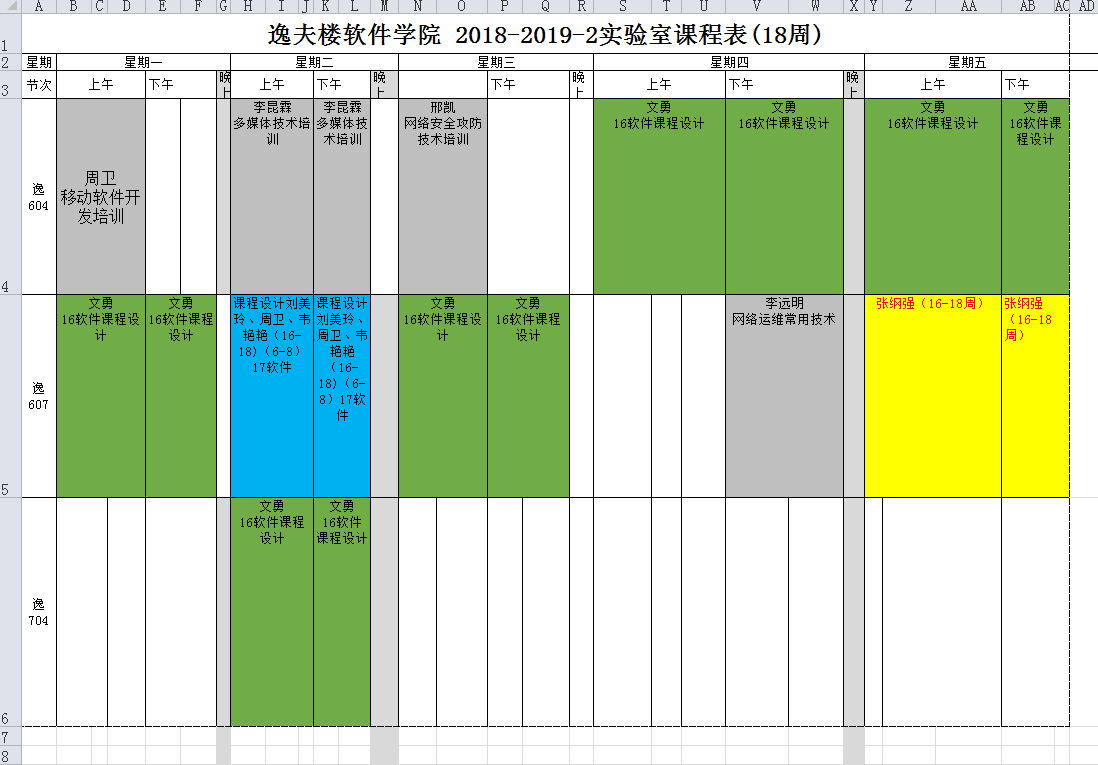 A B C D E F G H I J K L M N O P Q R S T U V W X Y Z AA AB AC AD
1
逸夫楼软件学院 2018-2019-2实验室课程表(18周)
2
星期 星期一 星期二 星期三 星期四 星期五
3
节次 上午 下午 晚上 上午 下午 晚上 上午 下午 晚上 上午 下午 晚上 上午 下午
4
逸
604
周卫
移动软件开
发培训
李昆霖
多媒体技术培
训
李昆霖
多媒体技
术培训
邢凯
网络安全攻防
技术培训
文勇
16软件课程设计
文勇
16软件课程设计
文勇
16软件课程设计
文勇
16软件课
程设计
5
逸
607
文勇
16软件课程设
计
文勇
16软件课程
设计
课程设计刘美
玲、周卫、韦
艳艳（16-
18)（6-8）
17软件
课程设计
刘美玲、
周卫、韦
艳艳
（16-
18)（6-
8）17软
件
文勇
16软件课程设
计
文勇
16软件课程
设计
李远明
网络运维常用技术
张纲强（16-18周）
张纲强
（16-18
周）
6
逸
704
文勇
16软件课程
设计
文勇
16软件
课程设计
7
8